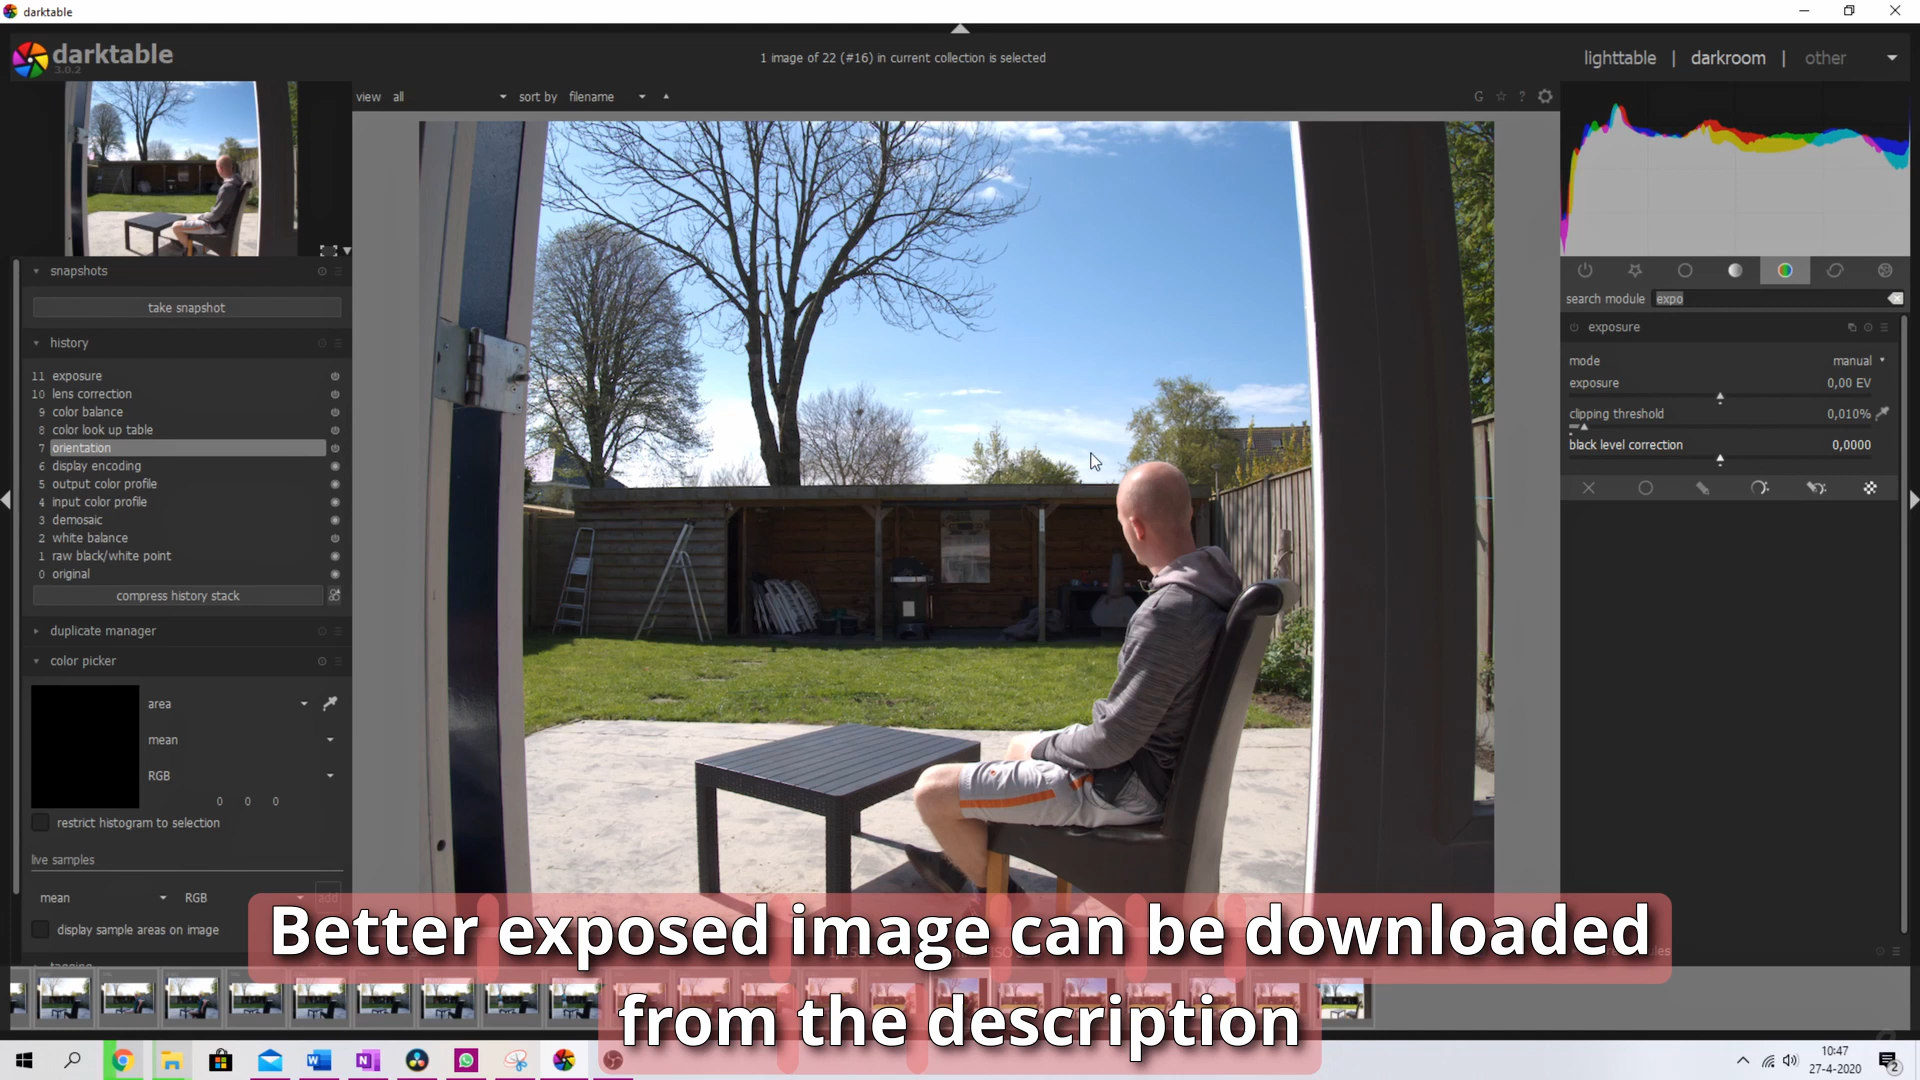 darktable
darktable
3.0.2
1 image of 22 (#16) in current collection is selected
lighttable | darkroom | other
view all sort by filename
G ☆ ?
snapshots
take snapshot
history
11 exposure
10 lens correction
9 color balance
8 color look up table
7 orientation
6 display encoding
5 output color profile
4 input color profile
3 demosaic
2 white balance
1 raw black/white point
0 original
compress history stack
duplicate manager
color picker
area
mean
RGB
0 0 0
restrict histogram to selection
live samples
mean RGB add
display sample areas on image
search module expo
exposure
mode manual
exposure 0,00 EV
clipping threshold 0,010%
black level correction 0,0000
Better exposed image can be downloaded
from the description
10:47
27-4-2020
2